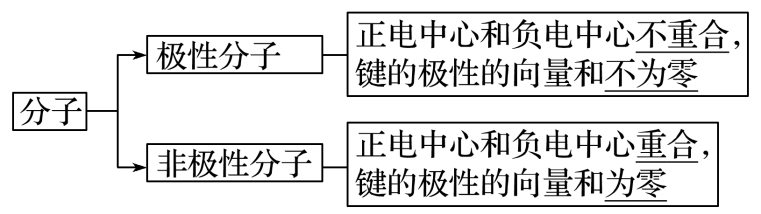 分子
极性分子
正电中心和负电中心不重合，
键的极性的向量和不为零
非极性分子
正电中心和负电中心重合，
键的极性的向量和为零